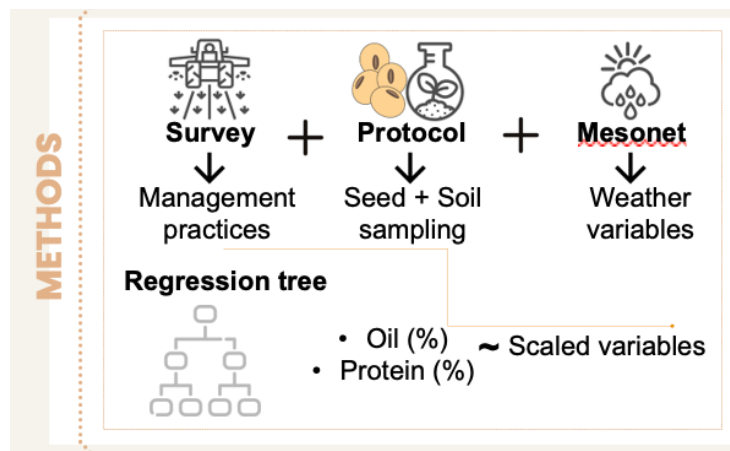 METHODS
Survey + Protocol + Mesonet
Management practices
Seed + Soil sampling
Weather variables
Regression tree
• Oil (%)
• Protein (%)
~ Scaled variables